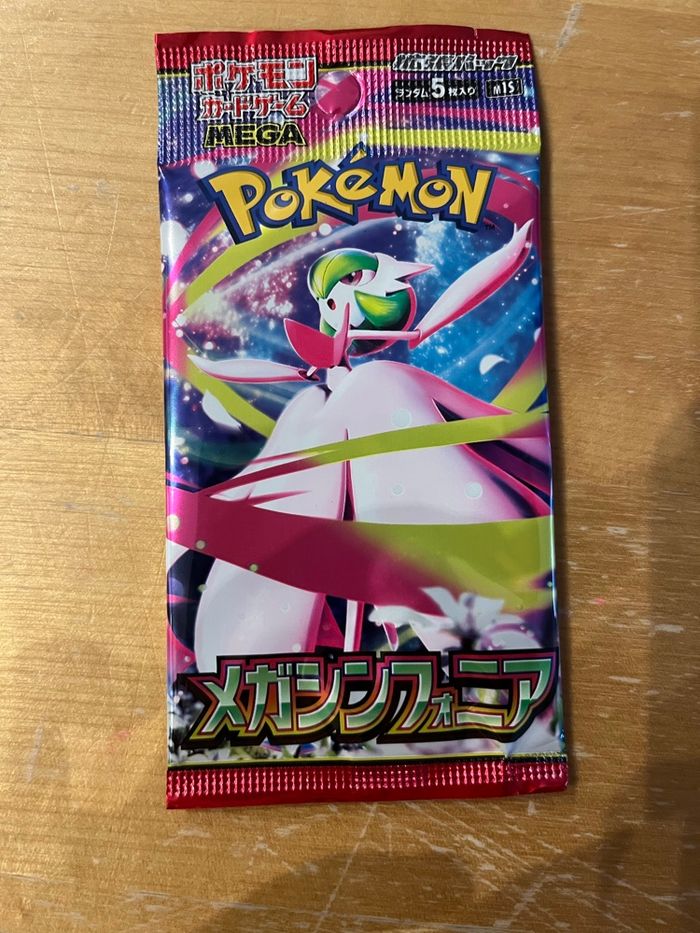 ポケモン
カードゲーム
MEGA
拡張パック
ランダム5枚入り
M1S
POKéMON
TM
メガシンフォニア